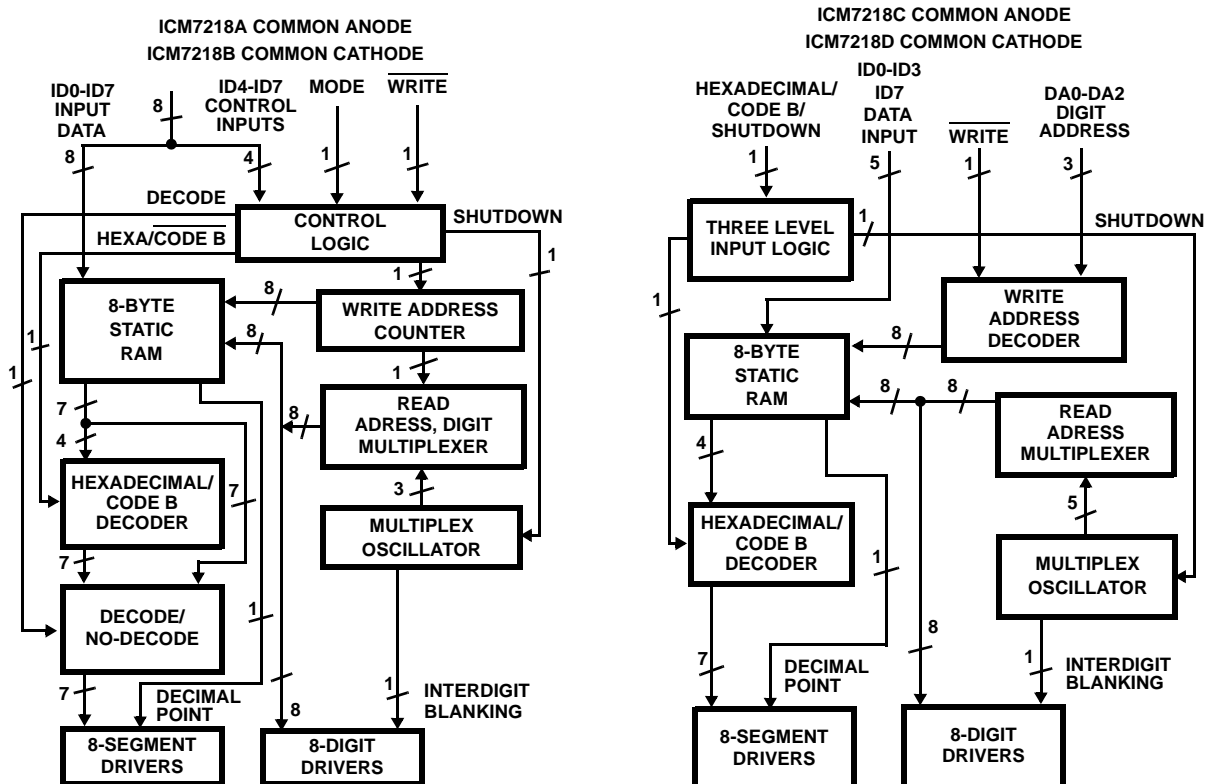 ICM7218A COMMON ANODE
ICM7218B COMMON CATHODE
ID0-ID7
INPUT
DATA
8
ID4-ID7
CONTROL
INPUTS
MODE
WRITE
8
4
1
1
DECODE
HEXA/CODE B
CONTROL
LOGIC
SHUTDOWN
1
1
8-BYTE
STATIC
RAM
8
WRITE ADDRESS
COUNTER
8
1
1
1
7
4
8
READ
ADRESS, DIGIT
MULTIPLEXER
HEXADECIMAL/
CODE B
DECODER
7
3
MULTIPLEX
OSCILLATOR
7
DECODE/
NO-DECODE
1
7
DECIMAL
POINT
8
1
INTERDIGIT
BLANKING
8-SEGMENT
DRIVERS
8-DIGIT
DRIVERS
ICM7218C COMMON ANODE
ICM7218D COMMON CATHODE
HEXADECIMAL/
CODE B/
SHUTDOWN
ID0-ID3
ID7
DATA
INPUT
WRITE
DA0-DA2
DIGIT
ADDRESS
1
5
1
3
THREE LEVEL
INPUT LOGIC
1
SHUTDOWN
1
WRITE
ADDRESS
DECODER
8
8-BYTE
STATIC
RAM
8
8
READ
ADRESS
MULTIPLEXER
4
5
HEXADECIMAL/
CODE B
DECODER
1
MULTIPLEX
OSCILLATOR
7
8
1
DECIMAL
POINT
INTERDIGIT
BLANKING
8-SEGMENT
DRIVERS
8-DIGIT
DRIVERS